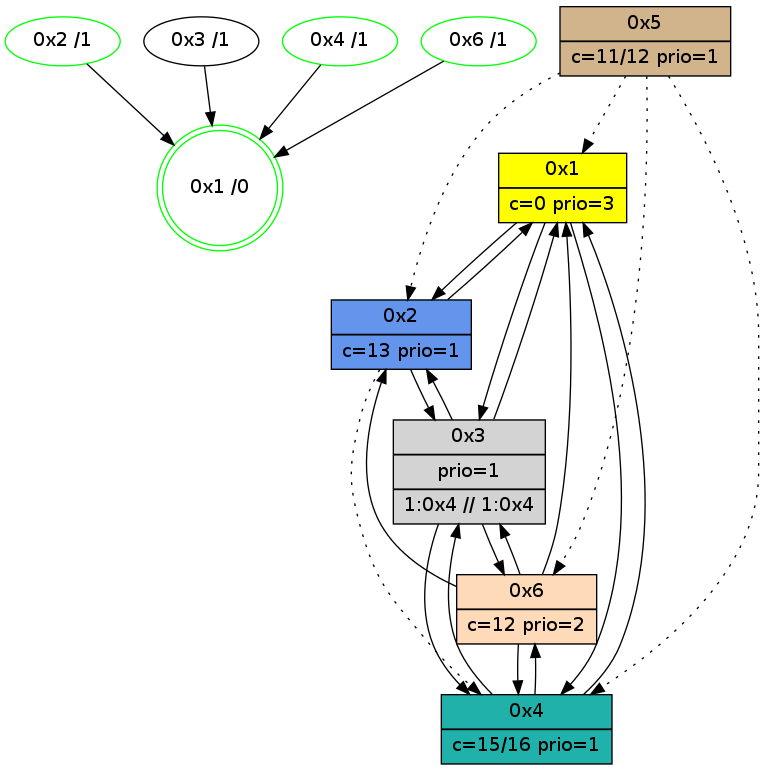 0x2 /1
0x3 /1
0x4 /1
0x6 /1
0x5
c=11/12 prio=1
0x1 /0
0x1
c=0 prio=3
0x2
c=13 prio=1
0x3
prio=1
1:0x4 // 1:0x4
0x6
c=12 prio=2
0x4
c=15/16 prio=1